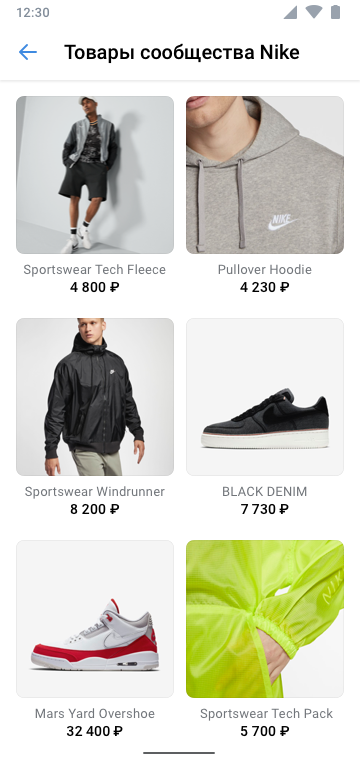 12:30
Товары сообщества Nike
NIKE
Sportswear Tech Fleece
4 800 ₽
Pullover Hoodie
4 230 ₽
Sportswear Windrunner
8 200 ₽
BLACK DENIM
7 730 ₽
NIK
Mars Yard Overshoe
32 400 ₽
Sportswear Tech Pack
5 700 ₽